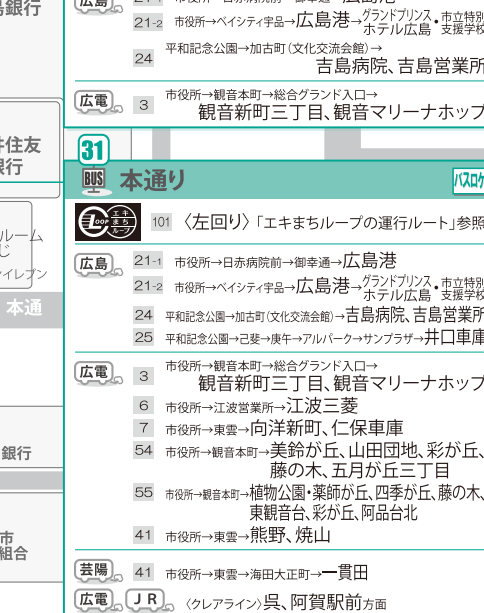 21-2 市役所→ベイシティ宇品→広島港→グランドプリンスホテル広島・市立特別支援学校
24 平和記念公園→加古町(文化交流会館)→
吉島病院、吉島営業所
広電 3 市役所→観音本町→総合グランド入口→
観音新町三丁目、観音マリーナホップ
31
BUS 本通り バスロケ
Loop エキまちループ 101 〈左回り〉「エキまちループの運行ルート」参照
広島 21-1 市役所→日赤病院前→御幸通→広島港
21-2 市役所→ベイシティ宇品→広島港→グランドプリンスホテル広島・市立特別支援学校
24 平和記念公園→加古町(文化交流会館)→吉島病院、吉島営業所
25 平和記念公園→己斐→庚午→アルパーク→サンプラザ→井口車庫
広電 3 市役所→観音本町→総合グランド入口→
観音新町三丁目、観音マリーナホップ
6 市役所→江波営業所→江波三菱
7 市役所→東雲→向洋新町、仁保車庫
54 市役所→観音本町→美鈴が丘、山田団地、彩が丘、
藤の木、五月が丘三丁目
55 市役所→観音本町→植物公園・薬師が丘、四季が丘、藤の木、
東観音台、彩が丘、阿品台北
41 市役所→東雲→熊野、焼山
芸陽 41 市役所→東雲→海田大正町→一貫田
広電 JR 〈クレアライン〉呉、阿賀駅前方面
銀行
住友
銀行
ルーム
じ
イレブン
本通
銀行
市
組合